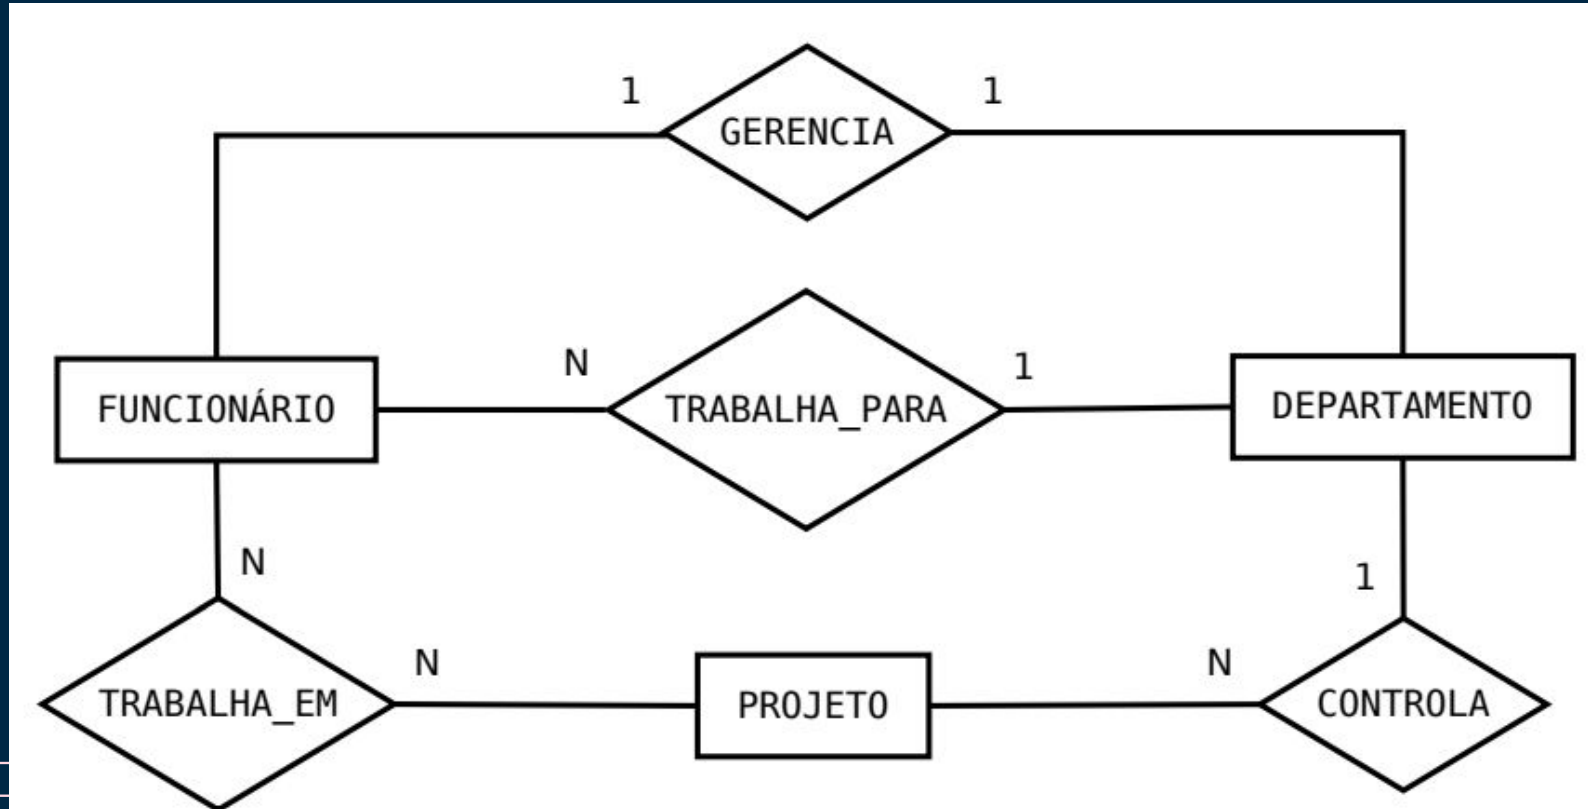 1
1
GERENCIA
N
1
FUNCIONÁRIO
TRABALHA_PARA
DEPARTAMENTO
N
1
N
N
TRABALHA_EM
PROJETO
CONTROLA